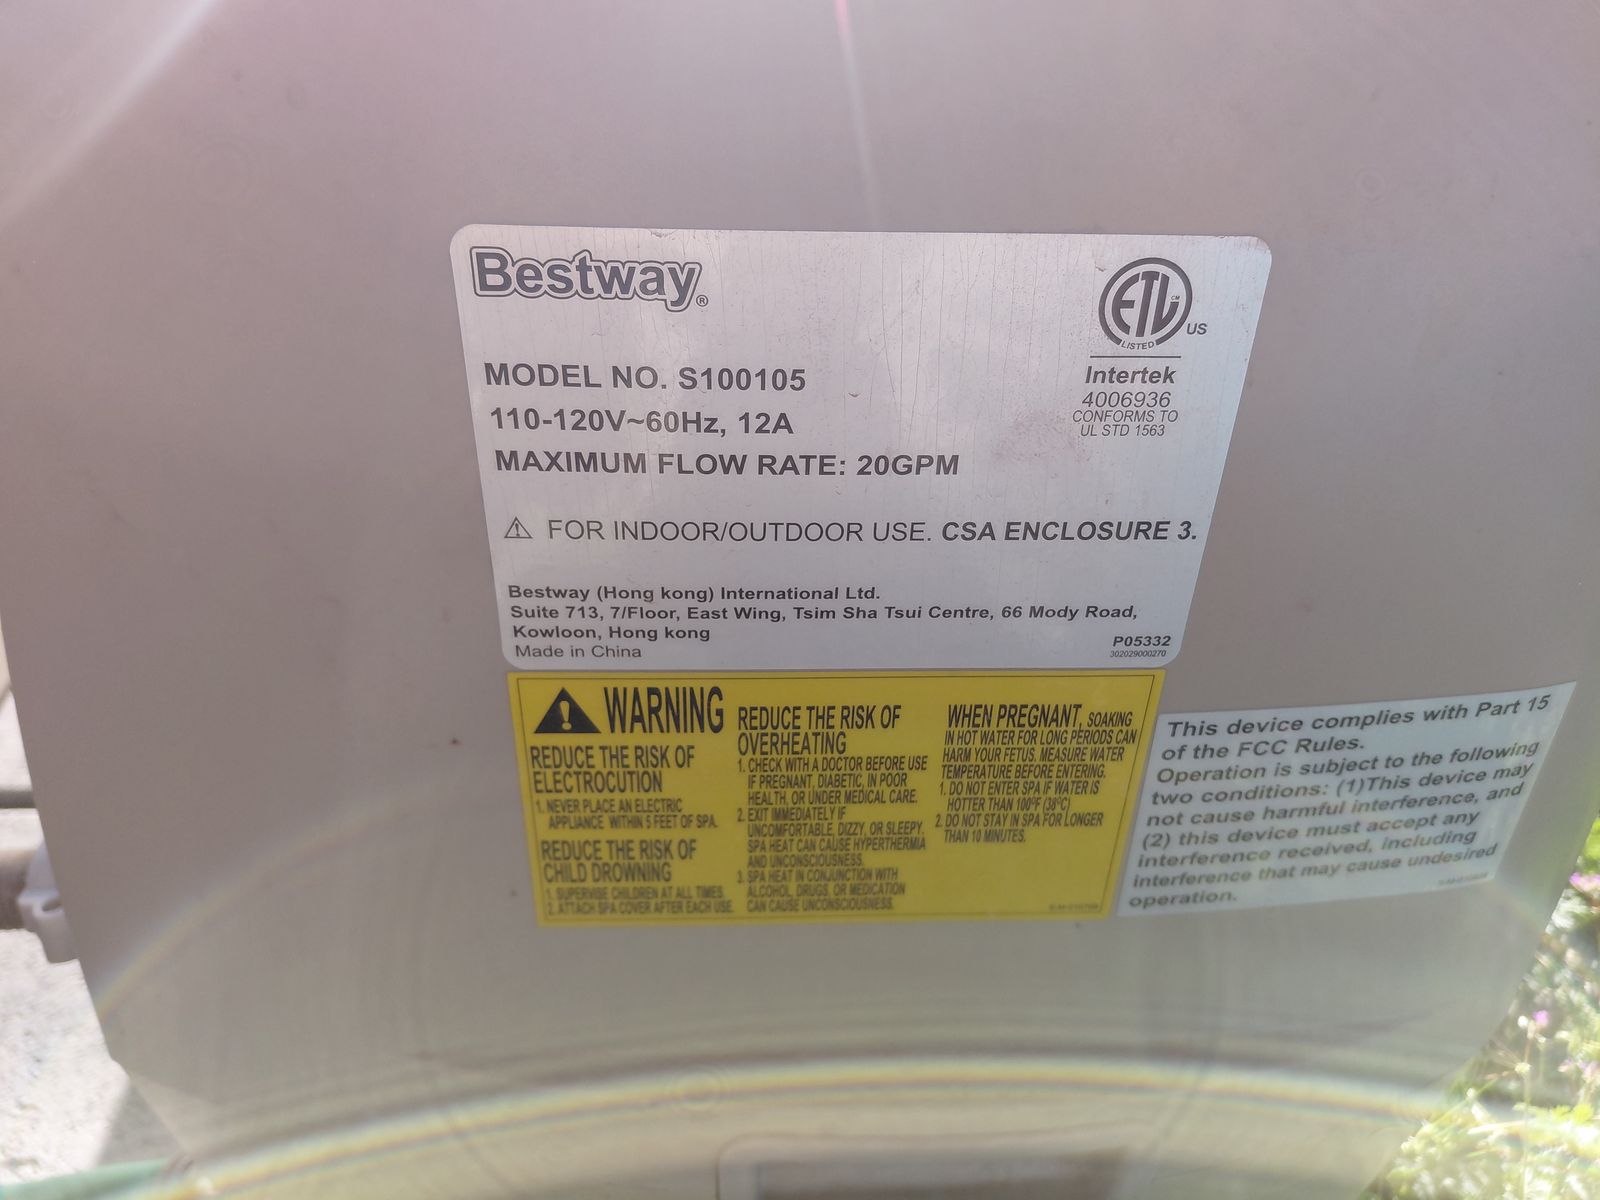 Bestway®
ETL CM
LISTED
US
Intertek
4006936
CONFORMS TO
UL STD 1563
MODEL NO. S100105
110-120V~60Hz, 12A
MAXIMUM FLOW RATE: 20GPM
⚠ FOR INDOOR/OUTDOOR USE. CSA ENCLOSURE 3.
Bestway (Hong kong) International Ltd.
Suite 713, 7/Floor, East Wing, Tsim Sha Tsui Centre, 66 Mody Road,
Kowloon, Hong kong
Made in China
P05332
302029000270
WARNING
REDUCE THE RISK OF
ELECTROCUTION
1. NEVER PLACE AN ELECTRIC
APPLIANCE WITHIN 5 FEET OF SPA.
REDUCE THE RISK OF
CHILD DROWNING
1. SUPERVISE CHILDREN AT ALL TIMES.
2. ATTACH SPA COVER AFTER EACH USE.
REDUCE THE RISK OF
OVERHEATING
1. CHECK WITH A DOCTOR BEFORE USE
IF PREGNANT, DIABETIC, IN POOR
HEALTH, OR UNDER MEDICAL CARE.
2. EXIT IMMEDIATELY IF
UNCOMFORTABLE, DIZZY, OR SLEEPY.
SPA HEAT CAN CAUSE HYPERTHERMIA
AND UNCONSCIOUSNESS.
3. SPA HEAT IN CONJUNCTION WITH
ALCOHOL, DRUGS, OR MEDICATION
CAN CAUSE UNCONSCIOUSNESS.
WHEN PREGNANT, SOAKING
IN HOT WATER FOR LONG PERIODS CAN
HARM YOUR FETUS. MEASURE WATER
TEMPERATURE BEFORE ENTERING.
1. DO NOT ENTER SPA IF WATER IS
HOTTER THAN 100°F (38°C)
2. DO NOT STAY IN SPA FOR LONGER
THAN 10 MINUTES.
This device complies with Part 15
of the FCC Rules.
Operation is subject to the following
two conditions: (1)This device may
not cause harmful interference, and
(2) this device must accept any
interference received, including
interference that may cause undesired
operation.